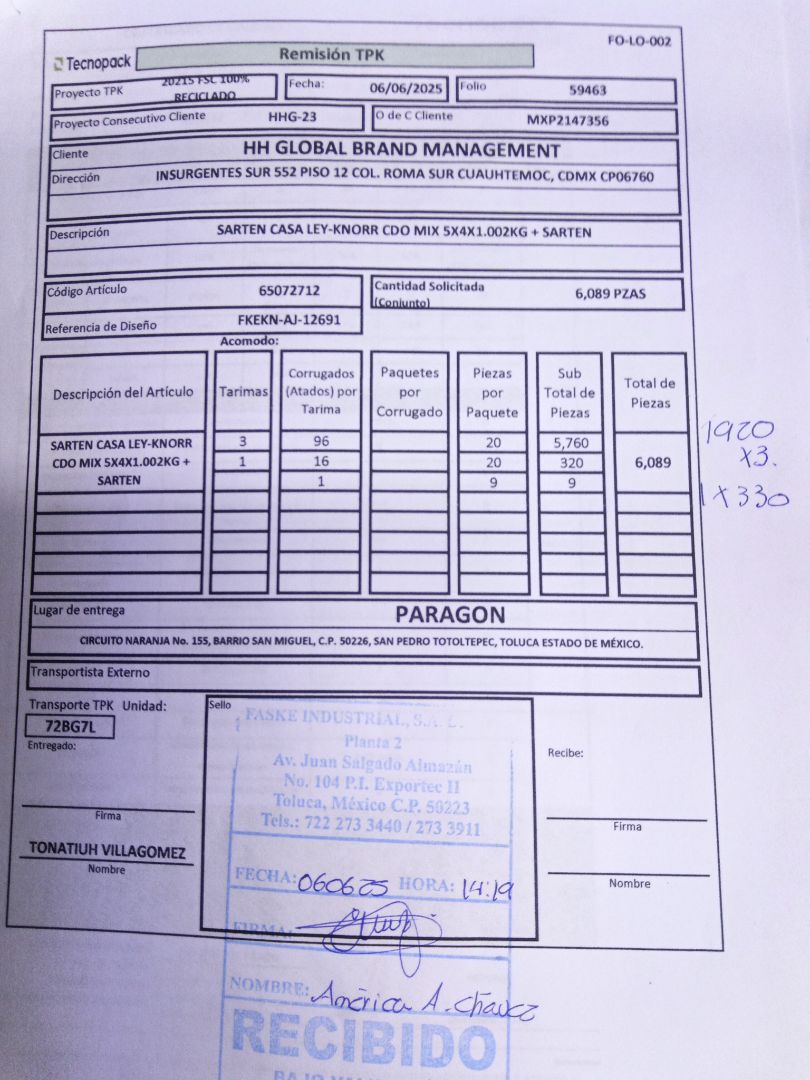 FO-LO-002
Tecnopack
Remisión TPK
Proyecto TPK 20215 FSC 100% RECICLADO
Fecha: 06/06/2025
Folio 59463
Proyecto Consecutivo Cliente HHG-23
O de C Cliente MXP2147356
Cliente HH GLOBAL BRAND MANAGEMENT
Dirección INSURGENTES SUR 552 PISO 12 COL. ROMA SUR CUAUHTEMOC, CDMX CP06760
Descripción SARTEN CASA LEY-KNORR CDO MIX 5X4X1.002KG + SARTEN
Código Artículo 65072712
Cantidad Solicitada (Conjunto) 6,089 PZAS
Referencia de Diseño FKEKN-AJ-12691
Acomodo:
Descripción del Artículo Tarimas Corrugados (Atados) por Tarima Paquetes por Corrugado Piezas por Paquete Sub Total de Piezas Total de Piezas
SARTEN CASA LEY-KNORR 3 96 20 5,760
CDO MIX 5X4X1.002KG + 1 16 20 320 6,089
SARTEN 1 9 9
1920
x3.
1 x 330
Lugar de entrega PARAGON
CIRCUITO NARANJA No. 155, BARRIO SAN MIGUEL, C.P. 50226, SAN PEDRO TOTOLTEPEC, TOLUCA ESTADO DE MÉXICO.
Transportista Externo
Transporte TPK Unidad:
72BG7L
Entregado:
Firma
TONATIUH VILLAGOMEZ
Nombre
Sello
FASKE INDUSTRIAL, S.A.
Planta 2
Av. Juan Salgado Almazán
No. 104 P.I. Exportec II
Toluca, México C.P. 50223
Tels.: 722 273 3440 / 273 3911
FECHA: 060625 HORA: 14:19
FIRMA:
NOMBRE: América A. Chávez
RECIBIDO
Recibe:
Firma
Nombre